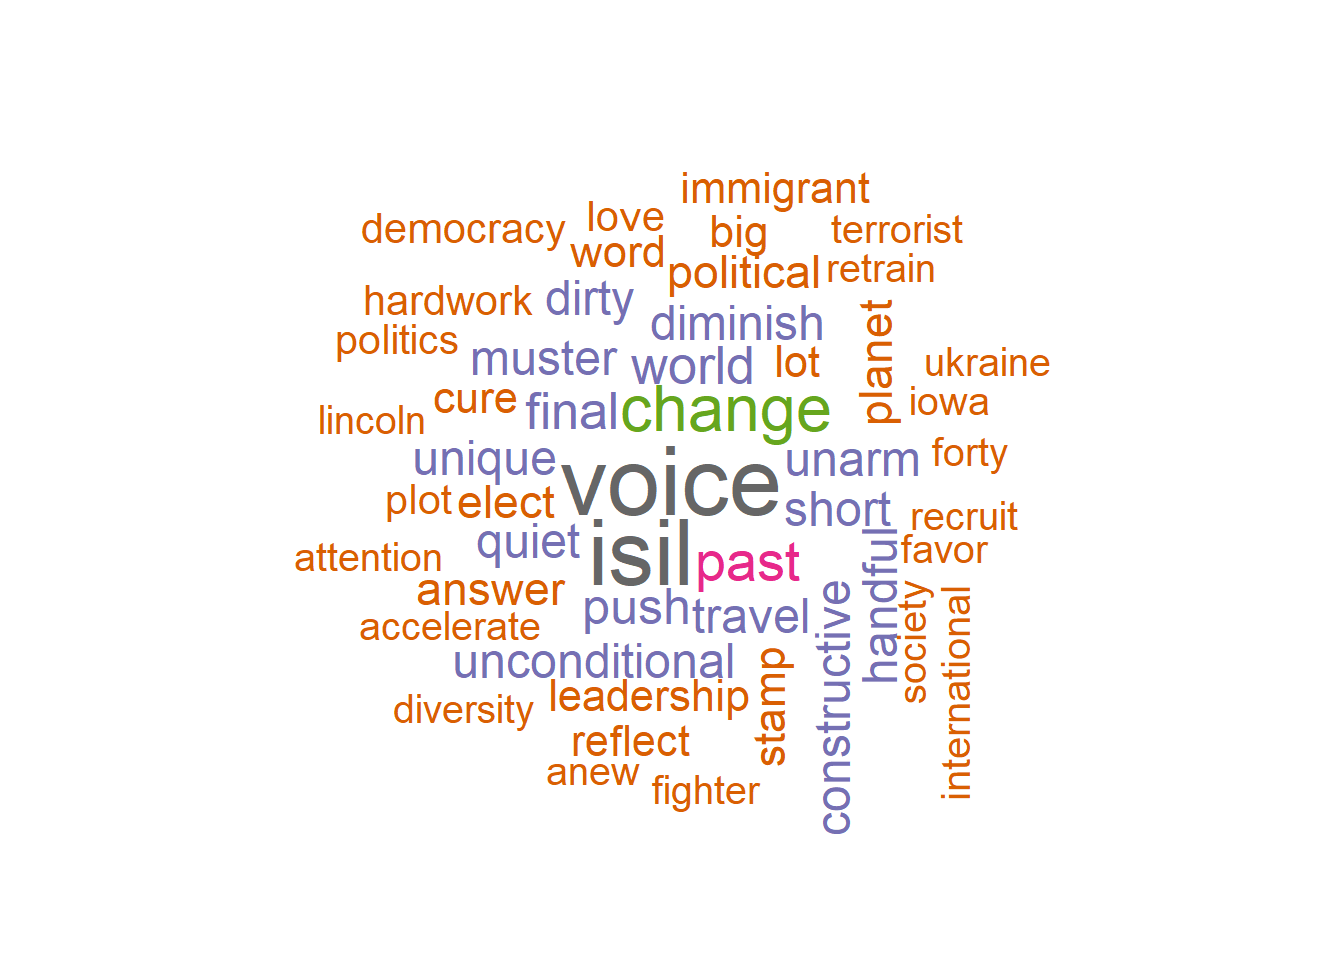 immigrant
love
democracy
big
terrorist
word
political
retrain
hardwork
dirty
diminish
planet
politics
muster
world
lot
ukraine
cure
final
change
iowa
lincoln
unique
voice
unarm
forty
plot
elect
short
recruit
quiet
isil
past
handful
favor
attention
answer
push
travel
constructive
society
international
accelerate
unconditional
stamp
diversity
leadership
reflect
anew
fighter